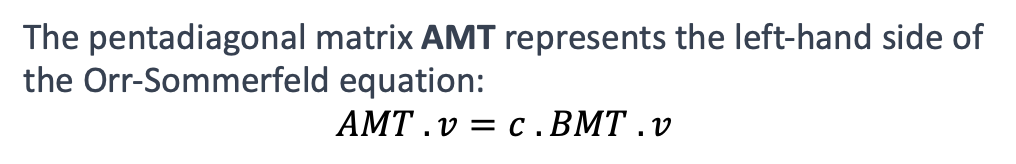 The pentadiagonal matrix AMT represents the left-hand side of
the Orr-Sommerfeld equation:
AMT . v = c . BMT . v